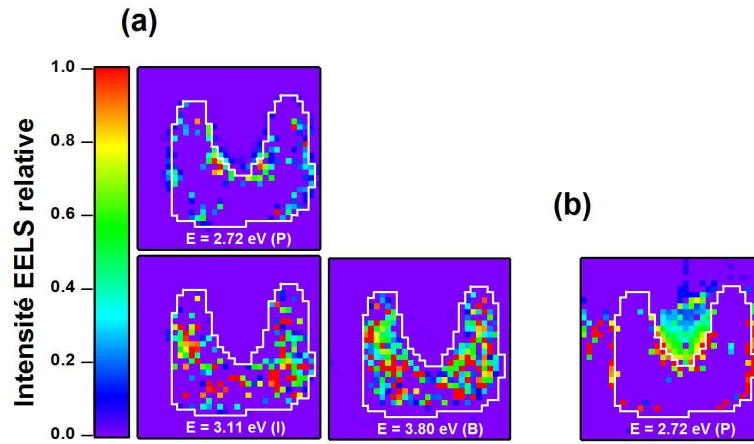 (a)
1.0
0.8
0.6
0.4
0.2
0.0
Intensité EELS relative
E = 2.72 eV (P)
(b)
E = 3.11 eV (I)
E = 3.80 eV (B)
E = 2.72 eV (P)